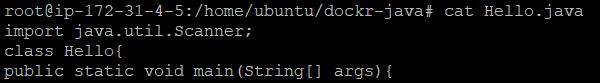 root@ip-172-31-4-5:/home/ubuntu/dockr-java# cat Hello.java
import java.util.Scanner;
class Hello{
public static void main(String[] args){